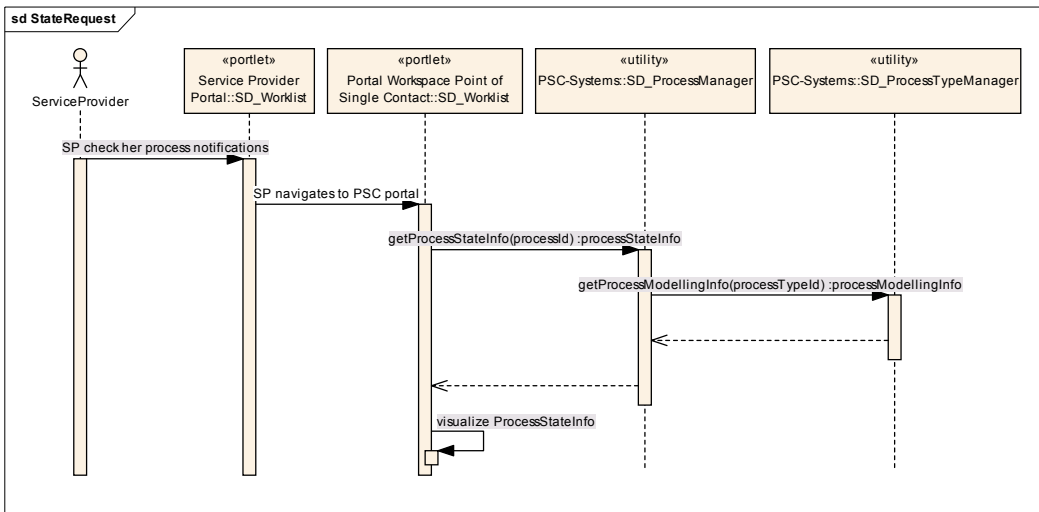 sd StateRequest
ServiceProvider
«portlet»
Service Provider
Portal::SD_Worklist
«portlet»
Portal Workspace Point of
Single Contact::SD_Worklist
«utility»
PSC-Systems::SD_ProcessManager
«utility»
PSC-Systems::SD_ProcessTypeManager
SP check her process notifications
SP navigates to PSC portal
getProcessStateInfo(processId) :processStateInfo
getProcessModellingInfo(processTypeId) :processModellingInfo
visualize ProcessStateInfo